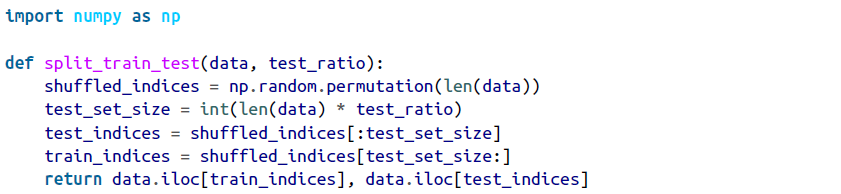 import numpy as np
def split_train_test(data, test_ratio):
    shuffled_indices = np.random.permutation(len(data))
    test_set_size = int(len(data) * test_ratio)
    test_indices = shuffled_indices[:test_set_size]
    train_indices = shuffled_indices[test_set_size:]
    return data.iloc[train_indices], data.iloc[test_indices]